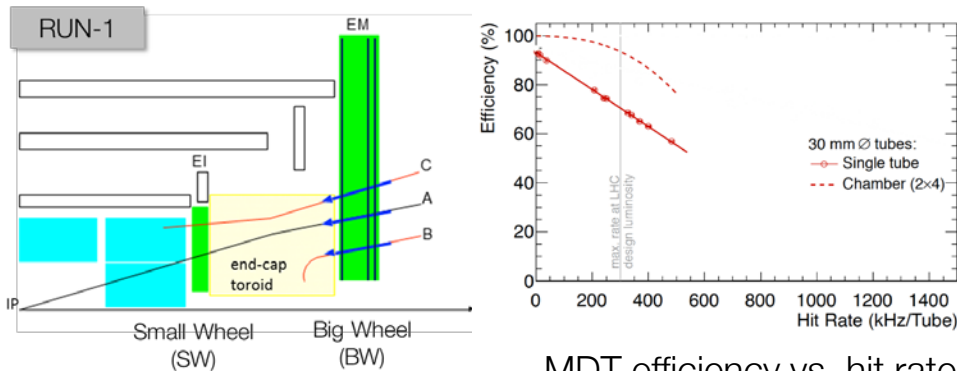 RUN-1
EM
EI
C
A
B
end-cap
toroid
IP
Small Wheel
(SW)
Big Wheel
(BW)
Efficiency (%)
100
80
60
40
20
0
30 mm Ø tubes:
Single tube
Chamber (2×4)
max. rate at LHC
design luminosity
0 200 400 600 800 1000 1200 1400
Hit Rate (kHz/Tube)
MDT efficiency vs. hit rate